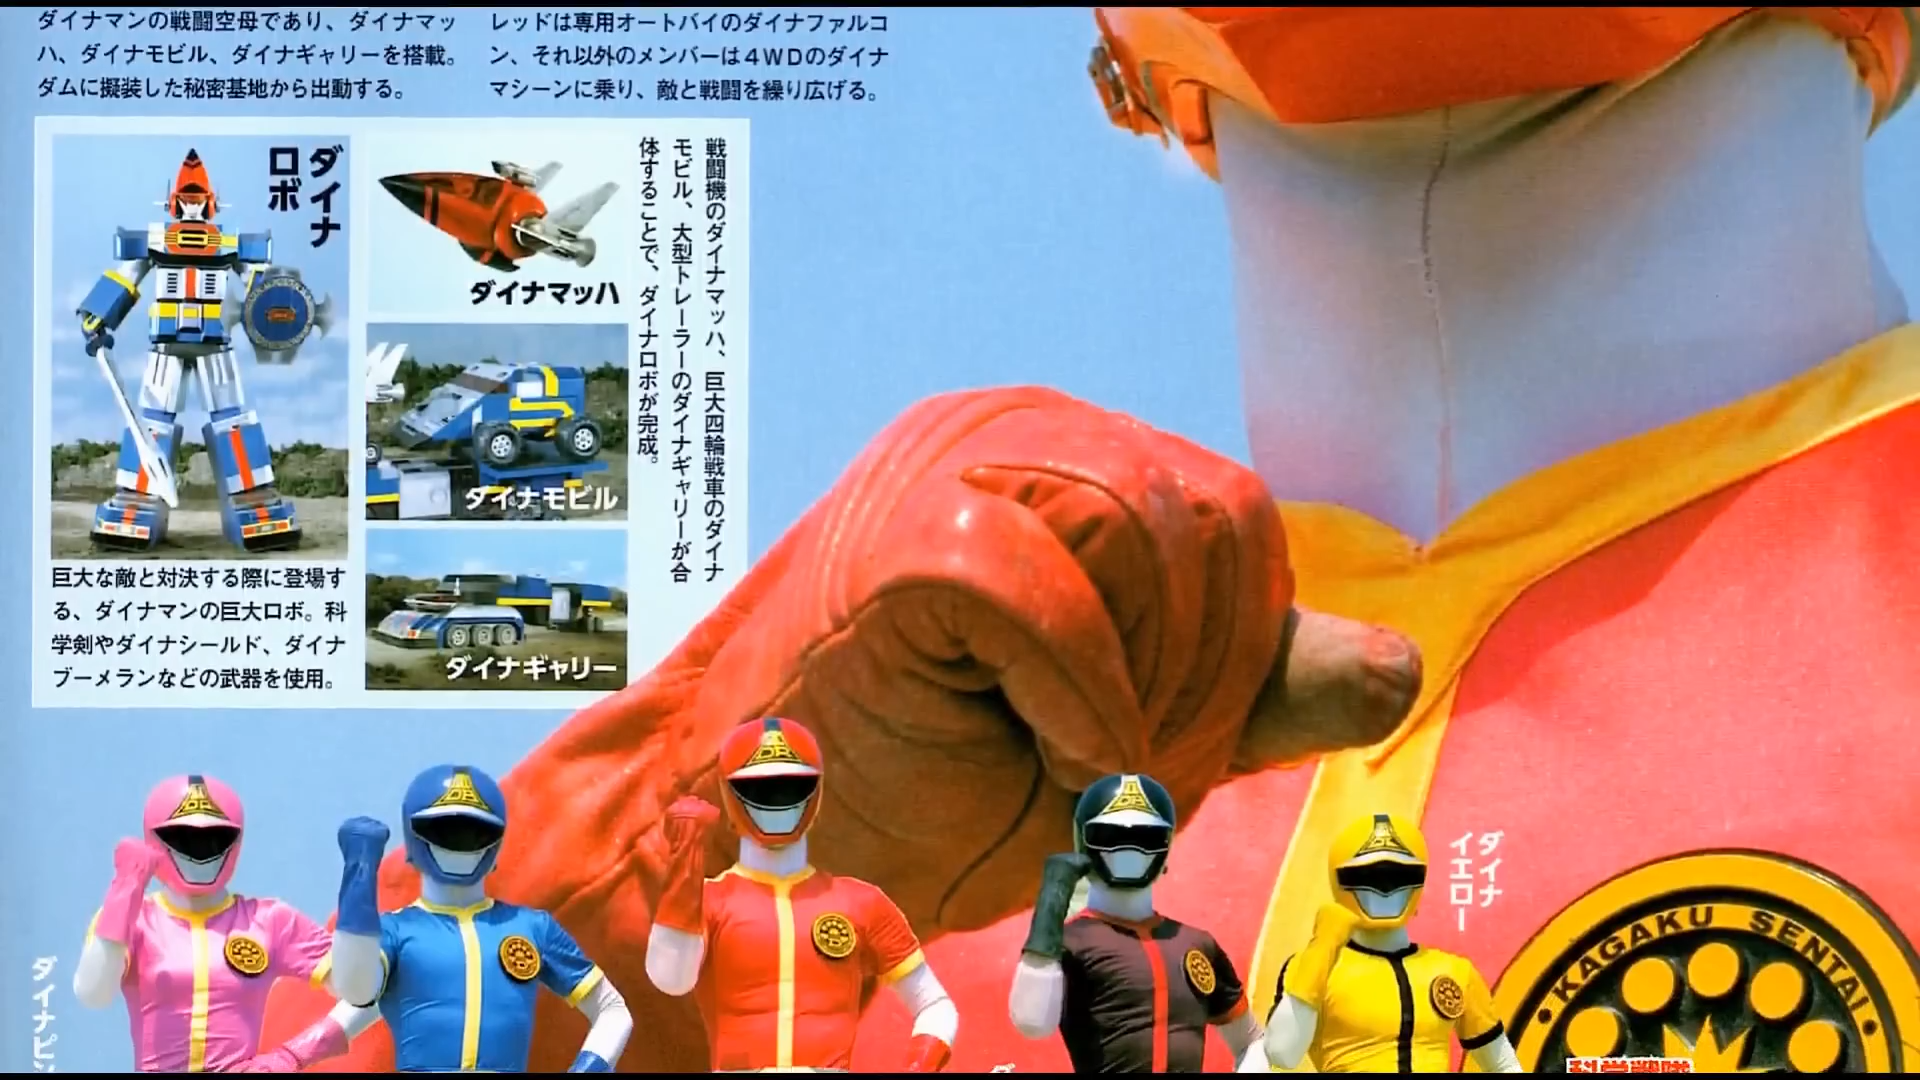 ダイナマンの戦闘空母であり、ダイナマッ
ハ、ダイナモビル、ダイナギャリーを搭載。
ダムに擬装した秘密基地から出動する。
レッドは専用オートバイのダイナファルコ
ン、それ以外のメンバーは4WDのダイナ
マシーンに乗り、敵と戦闘を繰り広げる。
ダイナ
ロボ
ダイナマッハ
ダイナモビル
ダイナギャリー
戦闘機のダイナマッハ、巨大四輪戦車のダイナ
モビル、大型トレーラーのダイナギャリーが合
体することで、ダイナロボが完成。
巨大な敵と対決する際に登場す
る、ダイナマンの巨大ロボ。科
学剣やダイナシールド、ダイナ
ブーメランなどの武器を使用。
ダイナ
イエロー
ダイナピン
KAGAKU SENTAI
科学戦隊